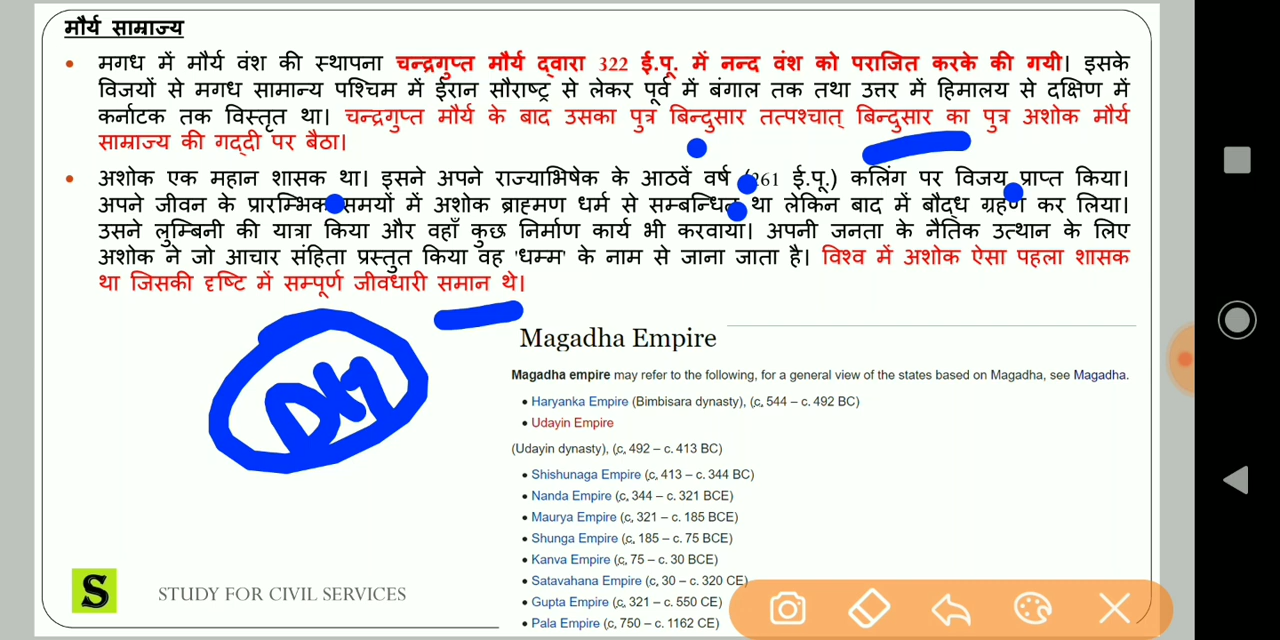 मौर्य साम्राज्य
• मगध में मौर्य वंश की स्थापना चन्द्रगुप्त मौर्य द्वारा 322 ई.पू. में नन्द वंश को पराजित करके की गयी। इसके
विजयों से मगध सामान्य पश्चिम में ईरान सौराष्ट्र से लेकर पूर्व में बंगाल तक तथा उत्तर में हिमालय से दक्षिण में
कर्नाटक तक विस्तृत था। चन्द्रगुप्त मौर्य के बाद उसका पुत्र बिन्दुसार तत्पश्चात् बिन्दुसार का पुत्र अशोक मौर्य
साम्राज्य की गद्दी पर बैठा।
• अशोक एक महान शासक था। इसने अपने राज्याभिषेक के आठवें वर्ष (261 ई.पू.) कलिंग पर विजय प्राप्त किया।
अपने जीवन के प्रारम्भिक समयों में अशोक ब्राह्मण धर्म से सम्बन्धित था लेकिन बाद में बौद्ध ग्रहण कर लिया।
उसने लुम्बिनी की यात्रा किया और वहाँ कुछ निर्माण कार्य भी करवाया। अपनी जनता के नैतिक उत्थान के लिए
अशोक ने जो आचार संहिता प्रस्तुत किया वह 'धम्म' के नाम से जाना जाता है। विश्व में अशोक ऐसा पहला शासक
था जिसकी दृष्टि में सम्पूर्ण जीवधारी समान थे।
Magadha Empire
Magadha empire may refer to the following, for a general view of the states based on Magadha, see Magadha.
• Haryanka Empire (Bimbisara dynasty), (c. 544 – c. 492 BC)
• Udayin Empire
(Udayin dynasty), (c. 492 – c. 413 BC)
• Shishunaga Empire (c. 413 – c. 344 BC)
• Nanda Empire (c. 344 – c. 321 BCE)
• Maurya Empire (c. 321 – c. 185 BCE)
• Shunga Empire (c. 185 – c. 75 BCE)
• Kanva Empire (c. 75 – c. 30 BCE)
• Satavahana Empire (c. 30 – c. 320 CE)
• Gupta Empire (c. 321 – c. 550 CE)
• Pala Empire (c. 750 – c. 1162 CE)
S STUDY FOR CIVIL SERVICES